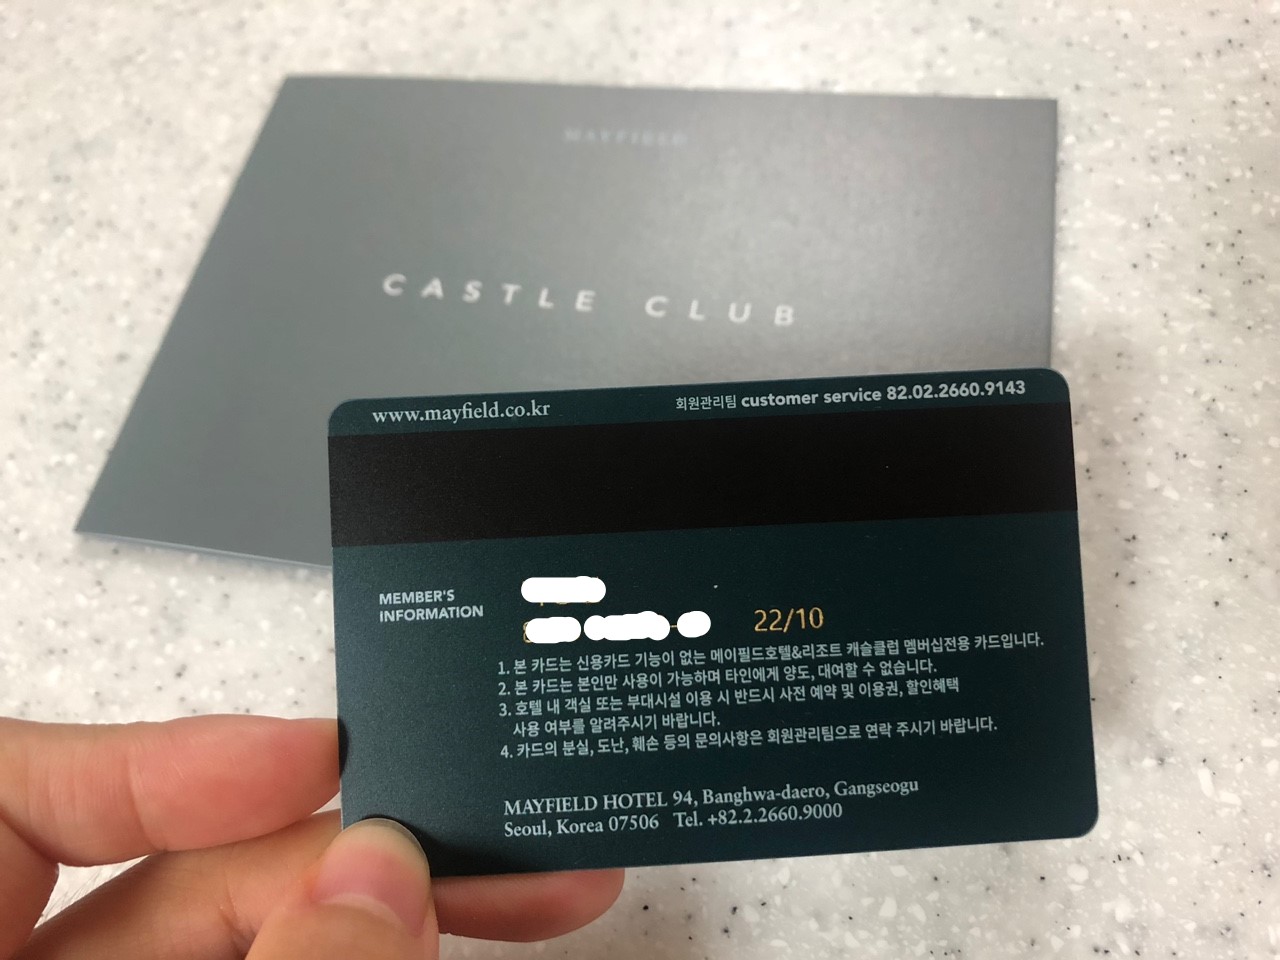 MAYFIELD
CASTLE CLUB
www.mayfield.co.kr
회원관리팀 customer service 82.02.2660.9143
MEMBER'S
INFORMATION
22/10
1. 본 카드는 신용카드 기능이 없는 메이필드호텔&리조트 캐슬클럽 멤버십전용 카드입니다.
2. 본 카드는 본인만 사용이 가능하며 타인에게 양도, 대여할 수 없습니다.
3. 호텔 내 객실 또는 부대시설 이용 시 반드시 사전 예약 및 이용권, 할인혜택
사용 여부를 알려주시기 바랍니다.
4. 카드의 분실, 도난, 훼손 등의 문의사항은 회원관리팀으로 연락 주시기 바랍니다.
MAYFIELD HOTEL 94, Banghwa-daero, Gangseogu
Seoul, Korea 07506 Tel. +82.2.2660.9000